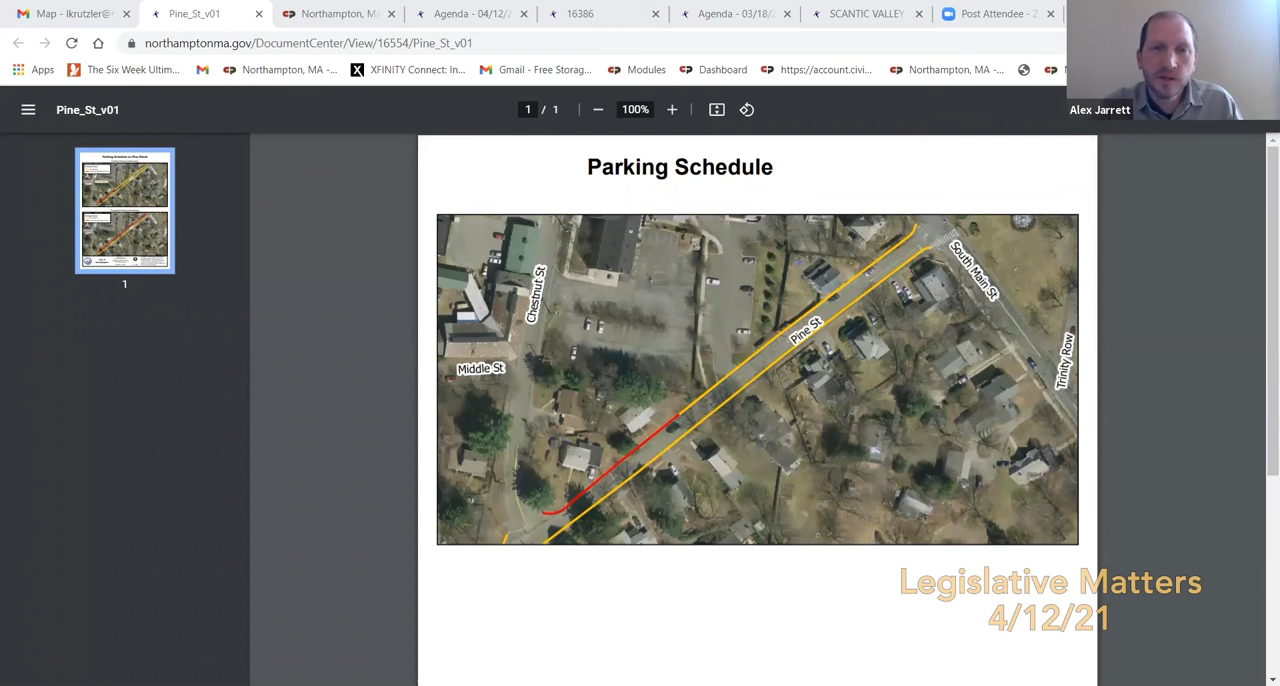 Map - lkrutzler@
Pine_St_v01
Northampton, MA
Agenda - 04/12/2
16386
Agenda - 03/18/
SCANTIC VALLEY
Post Attendee - Z
northamptonma.gov/DocumentCenter/View/16554/Pine_St_v01
Apps
The Six Week Ultim...
Northampton, MA -...
XFINITY Connect: In...
Gmail - Free Storag...
Modules
Dashboard
https://account.civi...
Northampton, MA -...
Alex Jarrett
Pine_St_v01
1 / 1
100%
1
Parking Schedule
Chestnut St
South Main St
Pine St
Trinity Row
Middle St
Legislative Matters
4/12/21